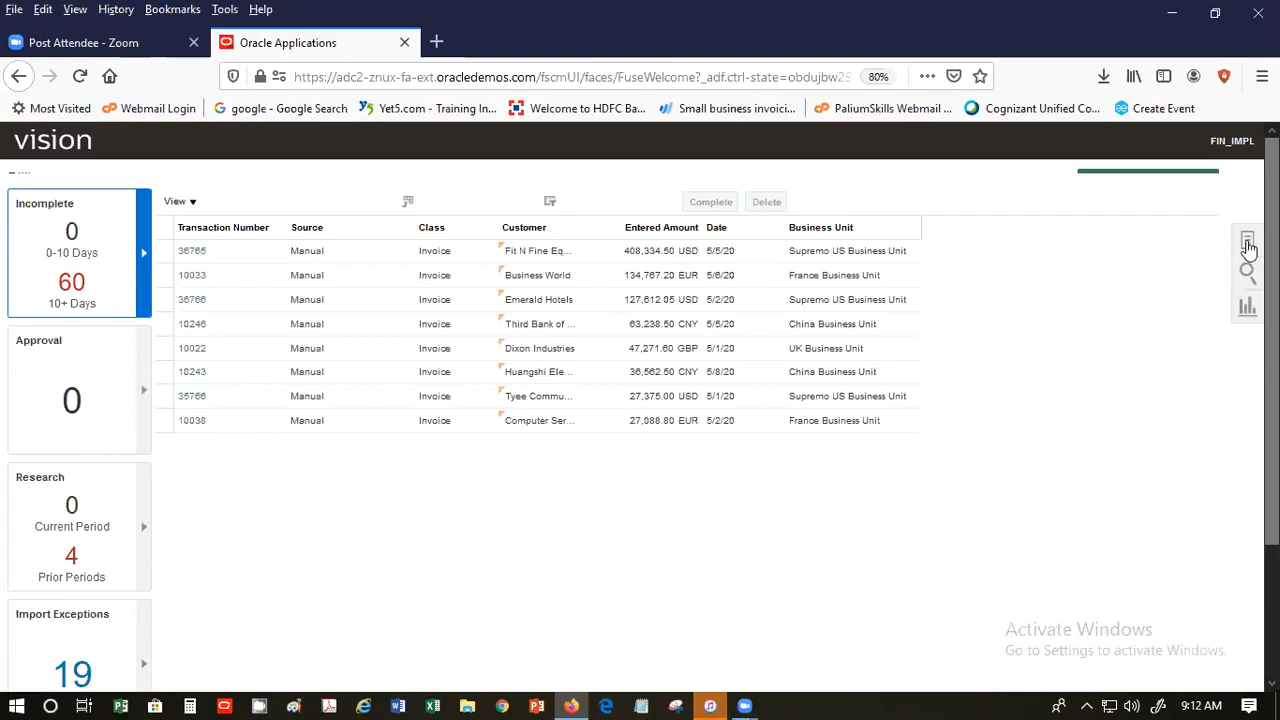 File Edit View History Bookmarks Tools Help
Post Attendee - Zoom
Oracle Applications
https://adc2-znux-fa-ext.oracledemos.com/fscmUI/faces/FuseWelcome?_adf.ctrl-state=obdujbw29
80%
Most Visited
Webmail Login
google - Google Search
Yet5.com - Training In...
Welcome to HDFC Ba...
Small business invoici...
PaliumSkills Webmail ...
Cognizant Unified Co...
Create Event
vision
FIN_IMPL
Incomplete
0
0-10 Days
60
10+ Days
Approval
0
Research
0
Current Period
4
Prior Periods
Import Exceptions
19
View
Complete
Delete
Transaction Number Source Class Customer Entered Amount Date Business Unit
36765 Manual Invoice Fit N Fine Eq... 408,334.50 USD 5/5/20 Supremo US Business Unit
10033 Manual Invoice Business World 134,767.20 EUR 5/6/20 France Business Unit
36766 Manual Invoice Emerald Hotels 127,612.05 USD 5/2/20 Supremo US Business Unit
10246 Manual Invoice Third Bank of ... 63,238.50 CNY 5/5/20 China Business Unit
10022 Manual Invoice Dixon Industries 47,271.60 GBP 5/1/20 UK Business Unit
10243 Manual Invoice Huangshi Ele... 36,562.50 CNY 5/8/20 China Business Unit
35766 Manual Invoice Tyee Commu... 27,375.00 USD 5/1/20 Supremo US Business Unit
10038 Manual Invoice Computer Ser... 27,088.80 EUR 5/2/20 France Business Unit
Activate Windows
Go to Settings to activate Windows.
9:12 AM